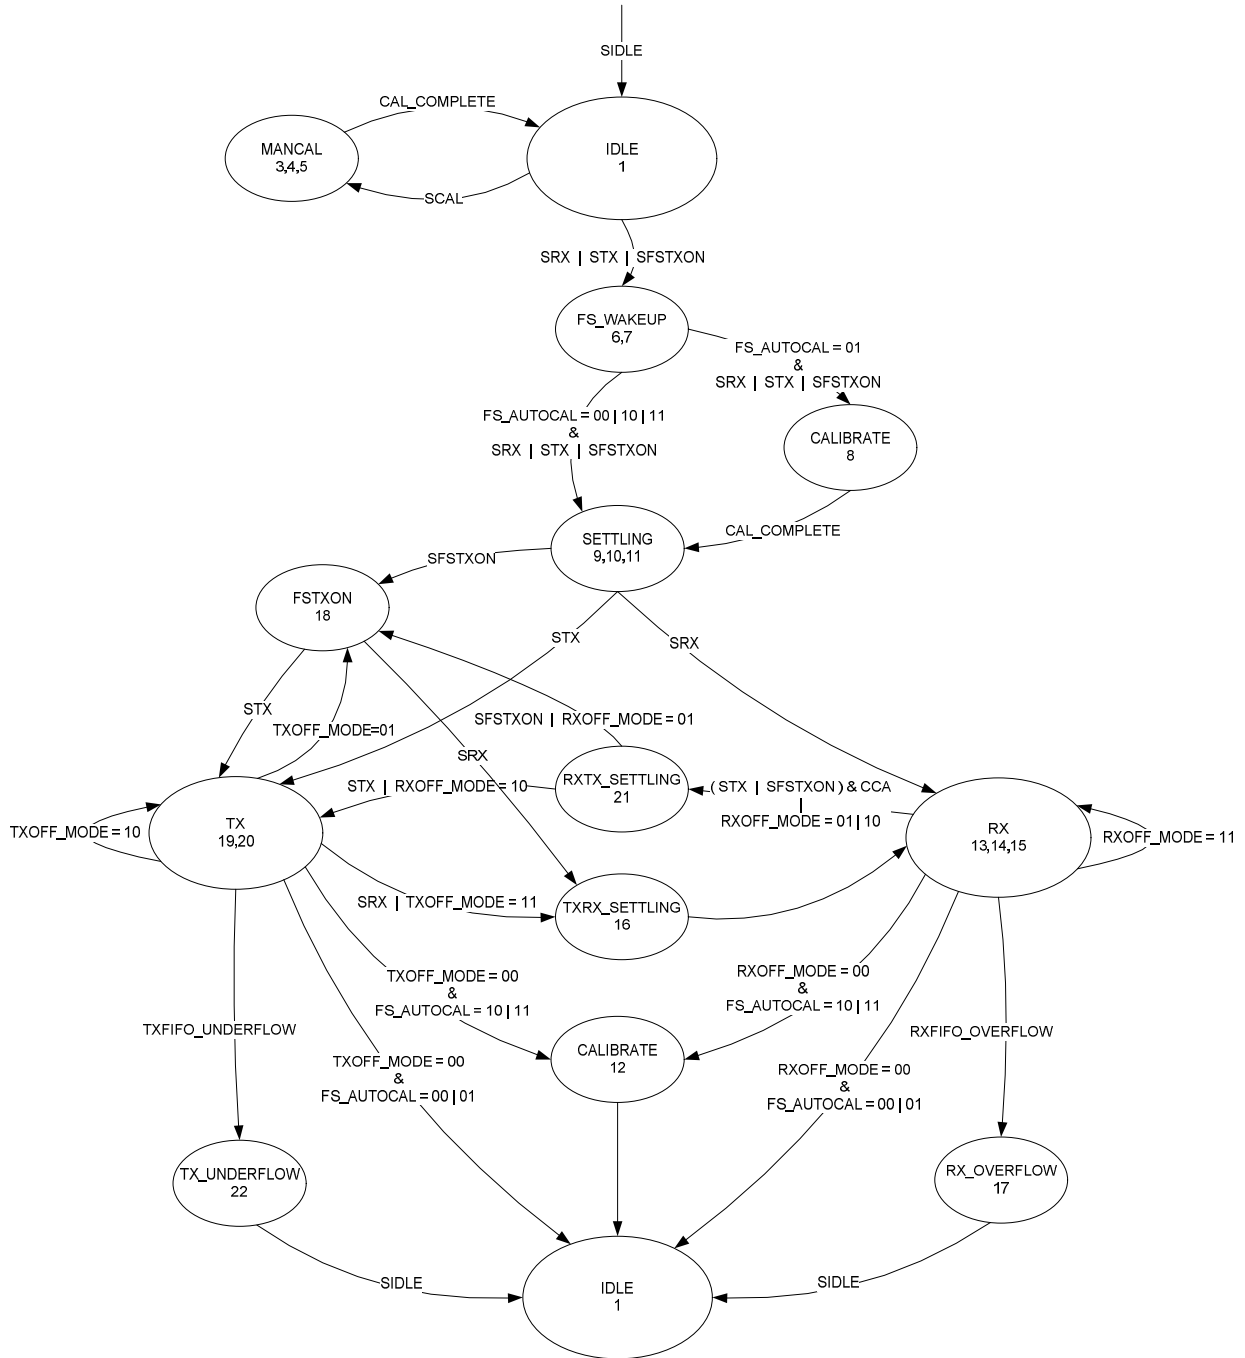 SIDLE
CAL_COMPLETE
MANCAL
3,4,5
IDLE
1
SCAL
SRX | STX | SFSTXON
FS_WAKEUP
6,7
FS_AUTOCAL = 01
&
SRX | STX | SFSTXON
FS_AUTOCAL = 00 | 10 | 11
&
SRX | STX | SFSTXON
CALIBRATE
8
SETTLING
9,10,11
CAL_COMPLETE
SFSTXON
FSTXON
18
STX
SRX
STX
TXOFF_MODE=01
SFSTXON | RXOFF_MODE = 01
SRX
RXTX_SETTLING
21
STX | RXOFF_MODE = 10
( STX | SFSTXON ) & CCA
|
RXOFF_MODE = 01 | 10
TXOFF_MODE = 10
TX
19,20
RX
13,14,15
RXOFF_MODE = 11
SRX | TXOFF_MODE = 11
TXRX_SETTLING
16
TXOFF_MODE = 00
&
FS_AUTOCAL = 10 | 11
RXOFF_MODE = 00
&
FS_AUTOCAL = 10 | 11
TXFIFO_UNDERFLOW
RXFIFO_OVERFLOW
CALIBRATE
12
TXOFF_MODE = 00
&
FS_AUTOCAL = 00 | 01
RXOFF_MODE = 00
&
FS_AUTOCAL = 00 | 01
TX_UNDERFLOW
22
RX_OVERFLOW
17
SIDLE
SIDLE
IDLE
1